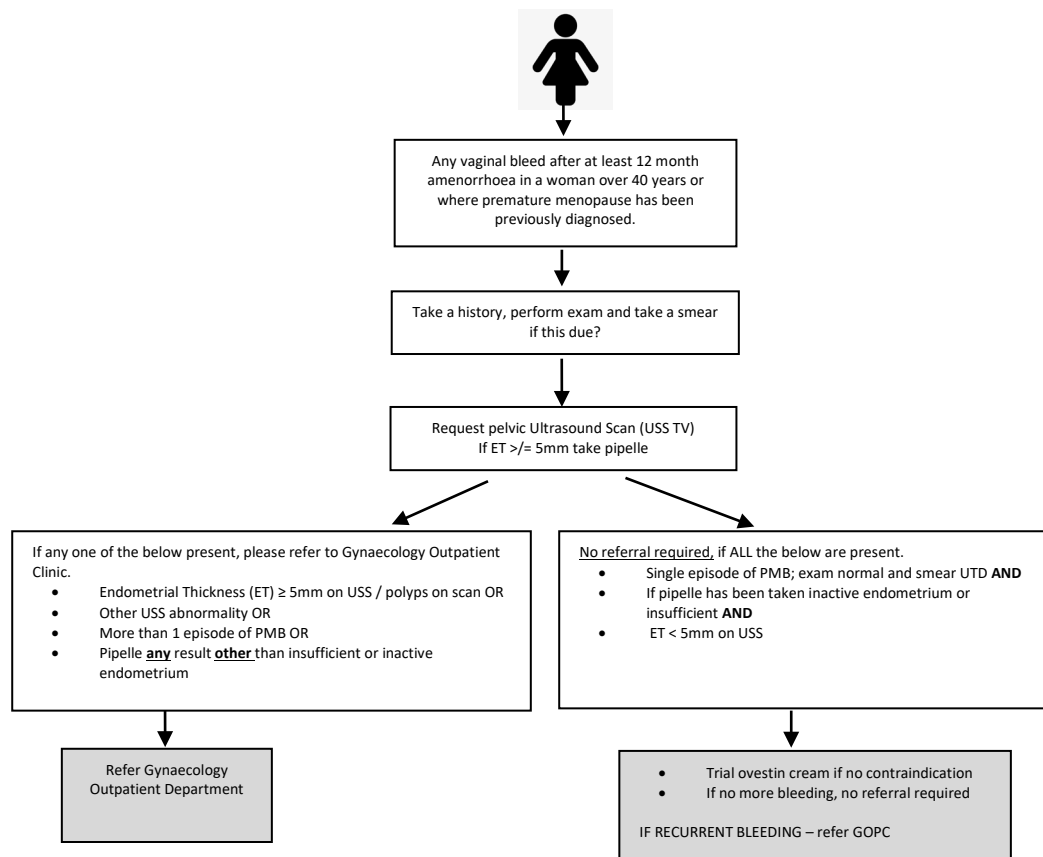 Any vaginal bleed after at least 12 month
amenorrhoea in a woman over 40 years or
where premature menopause has been
previously diagnosed.
Take a history, perform exam and take a smear
if this due?
Request pelvic Ultrasound Scan (USS TV)
If ET >/= 5mm take pipelle
If any one of the below present, please refer to Gynaecology Outpatient
Clinic.
• Endometrial Thickness (ET) ≥ 5mm on USS / polyps on scan OR
• Other USS abnormality OR
• More than 1 episode of PMB OR
• Pipelle any result other than insufficient or inactive
endometrium
No referral required, if ALL the below are present.
• Single episode of PMB; exam normal and smear UTD AND
• If pipelle has been taken inactive endometrium or
insufficient AND
• ET < 5mm on USS
Refer Gynaecology
Outpatient Department
• Trial ovestin cream if no contraindication
• If no more bleeding, no referral required
IF RECURRENT BLEEDING – refer GOPC